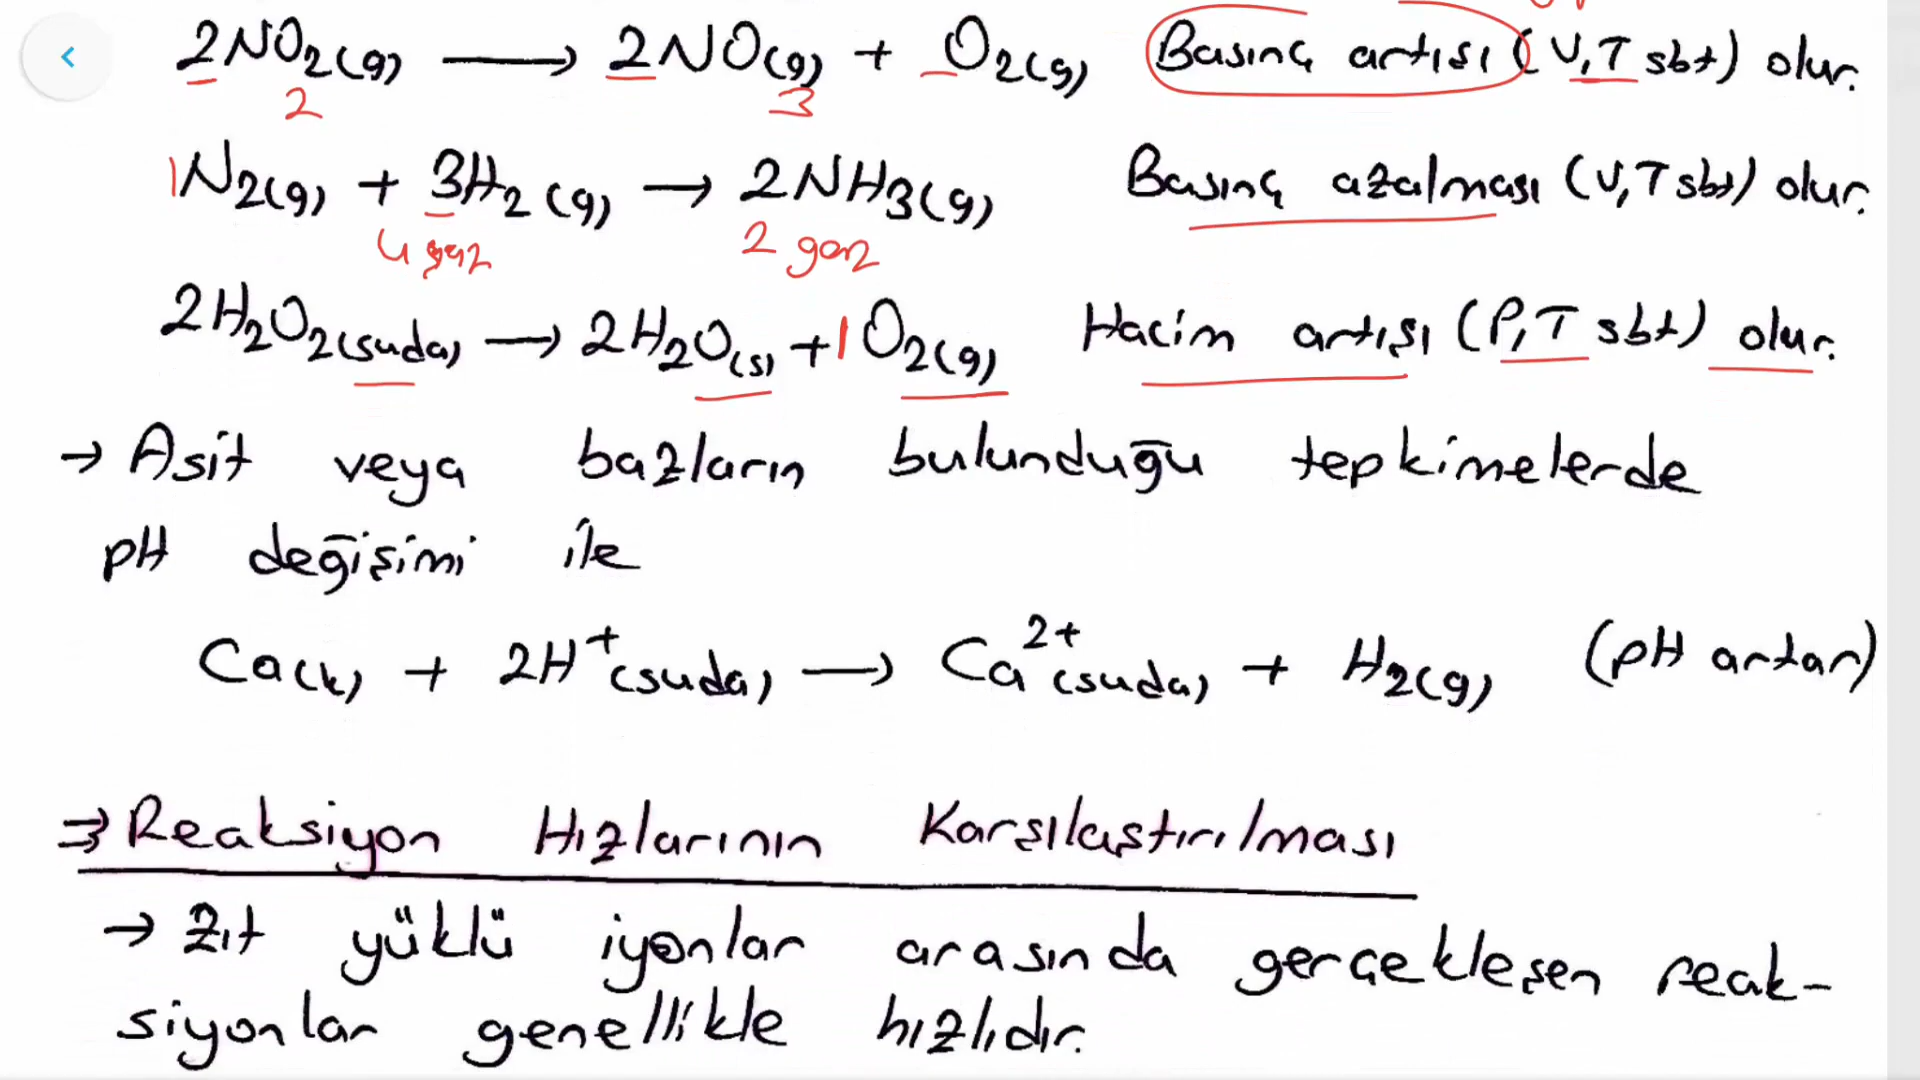 2NO₂(g) → 2NO(g) + O₂(g) Basınç artışı (V,T sbt) olur.
2 3
1N₂(g) + 3H₂(g) → 2NH₃(g) Basınç azalması (V,T sbt) olur.
4 gaz 2 gaz
2H₂O₂(suda) → 2H₂O(s) + 1O₂(g) Hacim artışı (P,T sbt) olur.
→ Asit veya bazların bulunduğu tepkimelerde
pH değişimi ile
Ca(k) + 2H⁺(suda) → Ca²⁺(suda) + H₂(g) (pH artar)
⇒ Reaksiyon Hızlarının Karşılaştırılması
→ Zıt yüklü iyonlar arasında gerçekleşen reak-
siyonlar genellikle hızlıdır.